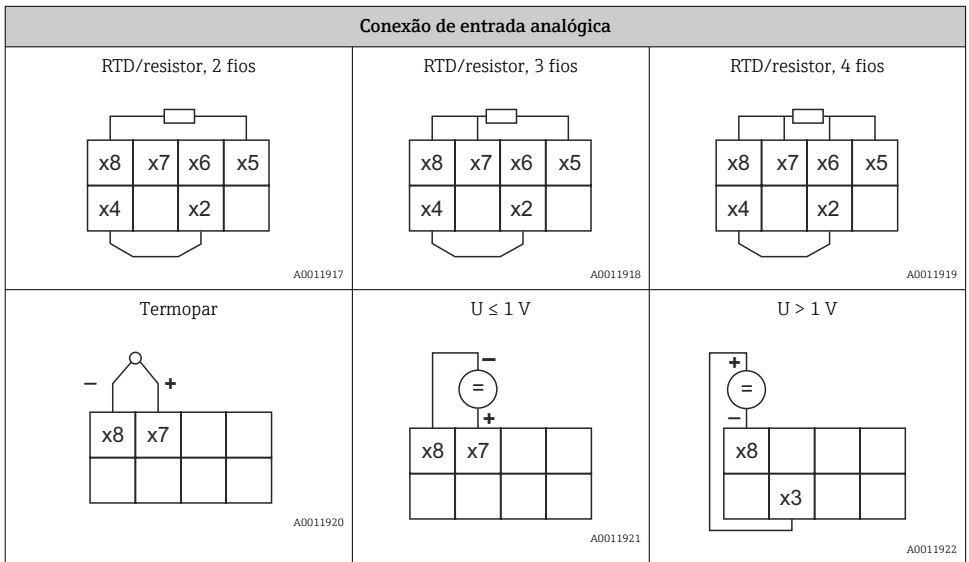 Conexão de entrada analógica
RTD/resistor, 2 fios
x8 x7 x6 x5
x4 x2
A0011917
RTD/resistor, 3 fios
x8 x7 x6 x5
x4 x2
A0011918
RTD/resistor, 4 fios
x8 x7 x6 x5
x4 x2
A0011919
Termopar
– +
x8 x7
A0011920
U ≤ 1 V
–
=
+
x8 x7
A0011921
U > 1 V
+
=
–
x8
x3
A0011922